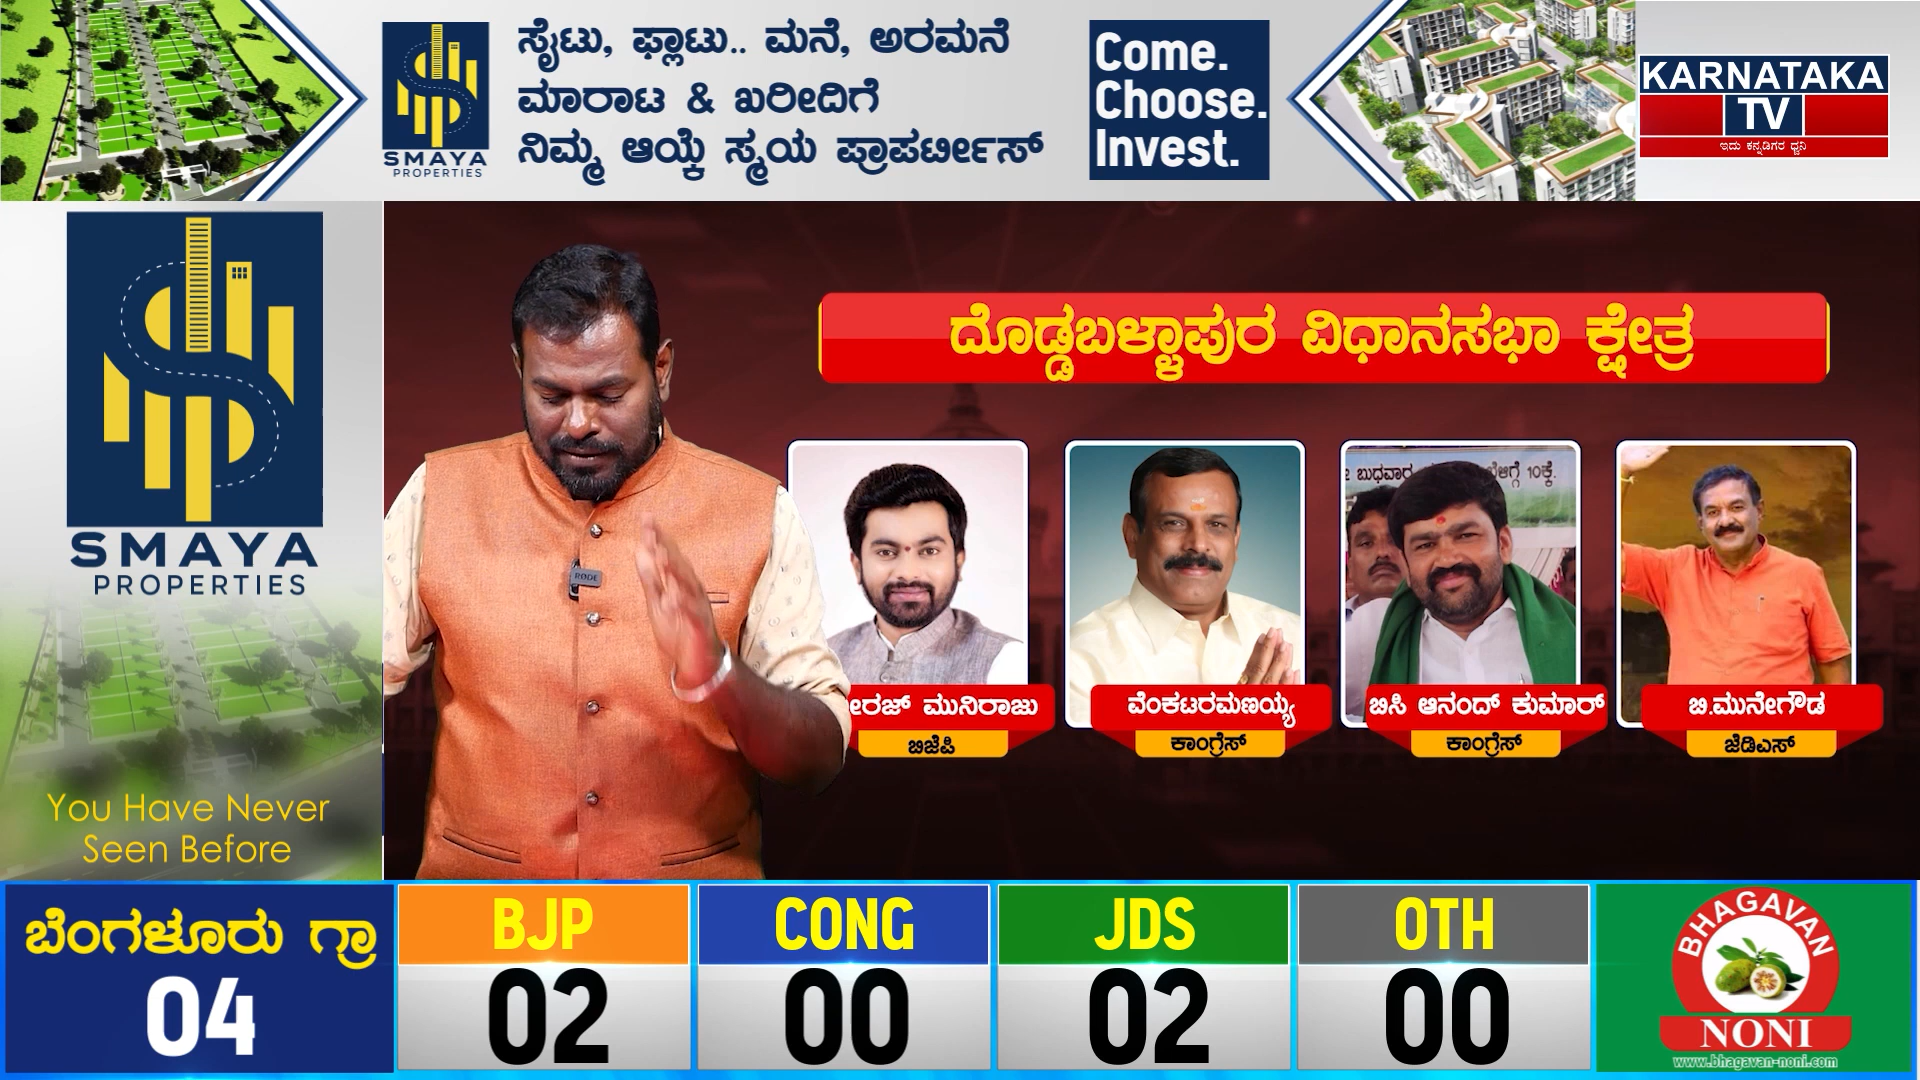 ಸೈಟು, ಫ್ಲಾಟು.. ಮನೆ, ಅರಮನೆ
ಮಾರಾಟ & ಖರೀದಿಗೆ
ನಿಮ್ಮ ಆಯ್ಕೆ ಸ್ಮಯ ಪ್ರಾಪರ್ಟೀಸ್
SMAYA
PROPERTIES
Come.
Choose.
Invest.
KARNATAKA
TV
ಇದು ಕನ್ನಡಿಗರ ಧ್ವನಿ
SMAYA
PROPERTIES
You Have Never
Seen Before
ದೊಡ್ಡಬಳ್ಳಾಪುರ ವಿಧಾನಸಭಾ ಕ್ಷೇತ್ರ
ಬುಧವಾರ ಬೆಳಿಗ್ಗೆ 10ಕ್ಕೆ.
RØDE
ೀರಜ್ ಮುನಿರಾಜು
ಬಿಜೆಪಿ
ವೆಂಕಟರಮಣಯ್ಯ
ಕಾಂಗ್ರೆಸ್
ಬಿಸಿ ಆನಂದ್ ಕುಮಾರ್
ಕಾಂಗ್ರೆಸ್
ಬಿ.ಮುನೇಗೌಡ
ಜೆಡಿಎಸ್
ಬೆಂಗಳೂರು ಗ್ರಾ
04
BJP
02
CONG
00
JDS
02
OTH
00
BHAGAVAN
NONI
www.bhagavan-noni.com